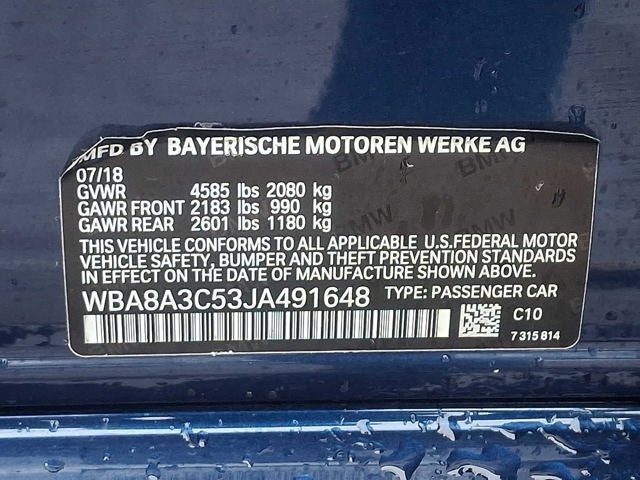 MFD BY BAYERISCHE MOTOREN WERKE AG
07/18
GVWR 4585 lbs 2080 kg
GAWR FRONT 2183 lbs 990 kg
GAWR REAR 2601 lbs 1180 kg
THIS VEHICLE CONFORMS TO ALL APPLICABLE U.S.FEDERAL MOTOR
VEHICLE SAFETY, BUMPER AND THEFT PREVENTION STANDARDS
IN EFFECT ON THE DATE OF MANUFACTURE SHOWN ABOVE.
WBA8A3C53JA491648 TYPE: PASSENGER CAR
C10
7 315 814